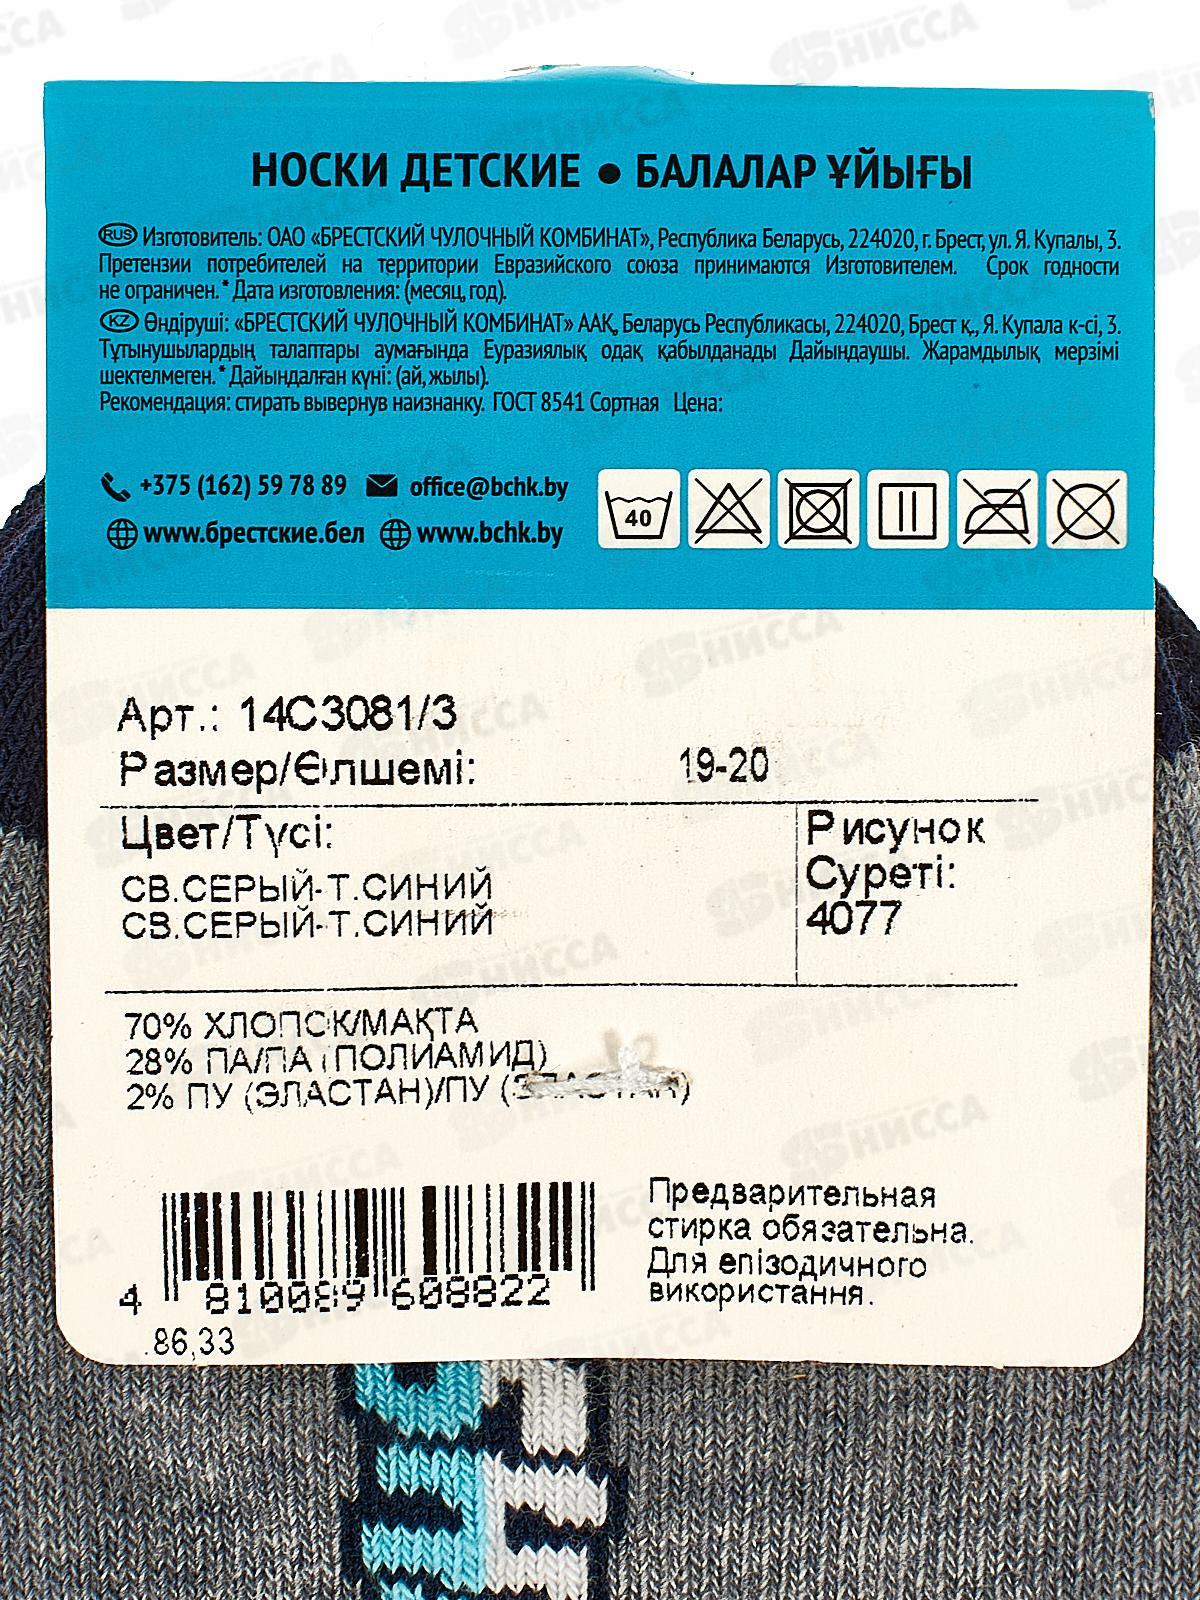 НОСКИ ДЕТСКИЕ ● БАЛАЛАР ҰЙЫҒЫ
RUS Изготовитель: ОАО «БРЕСТСКИЙ ЧУЛОЧНЫЙ КОМБИНАТ», Республика Беларусь, 224020, г. Брест, ул. Я. Купалы, 3.
Претензии потребителей на территории Евразийского союза принимаются Изготовителем. Срок годности
не ограничен.* Дата изготовления: (месяц, год).
KZ Өндіруші: «БРЕСТСКИЙ ЧУЛОЧНЫЙ КОМБИНАТ» ААҚ, Беларусь Республикасы, 224020, Брест қ., Я. Купала к-сі, 3.
Тұтынушылардың талаптары аумағында Еуразиялық одақ қабылданады Дайындаушы. Жарамдылық мерзімі
шектелмеген.* Дайындалған күні: (ай, жылы).
Рекомендация: стирать вывернув наизнанку. ГОСТ 8541 Сортная Цена:
+375 (162) 59 78 89 office@bchk.by
www.брестские.бел www.bchk.by
40
Арт.: 14С3081/3
Размер/Өлшемі: 19-20
Цвет/Түсі:
СВ.СЕРЫЙ-Т.СИНИЙ
СВ.СЕРЫЙ-Т.СИНИЙ
Рисунок
Суреті:
4077
70% ХЛОПОК/МАҚТА
28% ПА/ПА (ПОЛИАМИД)
2% ПУ (ЭЛАСТАН)/ПУ (ЭЛАСТАН)
Предварительная
стирка обязательна.
Для епізодичного
використання.
4 810089 608822
.86,33
НИССА